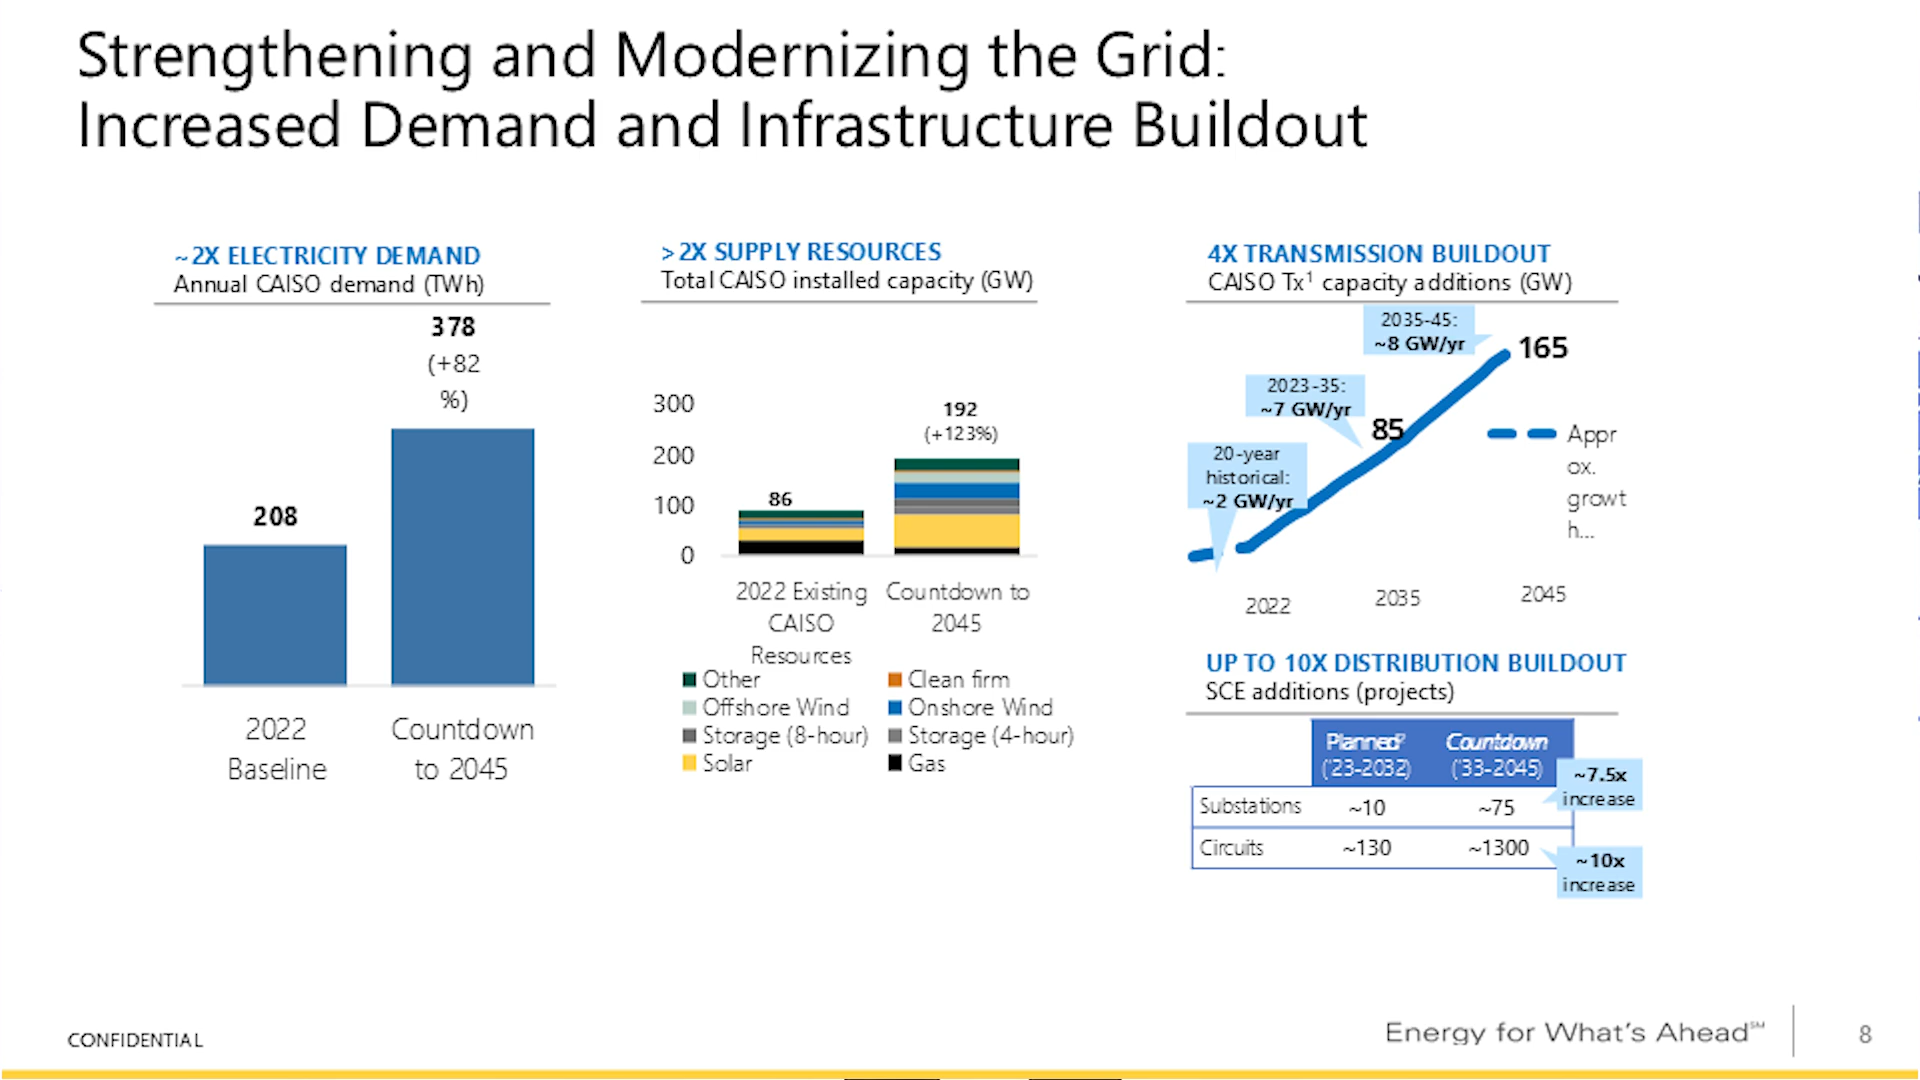 Strengthening and Modernizing the Grid:
Increased Demand and Infrastructure Buildout
~2X ELECTRICITY DEMAND
Annual CAISO demand (TWh)
378
(+82
%)
208
2022
Baseline
Countdown
to 2045
>2X SUPPLY RESOURCES
Total CAISO installed capacity (GW)
300
200
100
0
86
192
(+123%)
2022 Existing
CAISO
Resources
Countdown to
2045
Other
Clean firm
Offshore Wind
Onshore Wind
Storage (8-hour)
Storage (4-hour)
Solar
Gas
4X TRANSMISSION BUILDOUT
CAISO Tx¹ capacity additions (GW)
2035-45:
~8 GW/yr
165
2023-35:
~7 GW/yr
85
20-year
historical:
~2 GW/yr
Appr
ox.
growt
h...
2022
2035
2045
UP TO 10X DISTRIBUTION BUILDOUT
SCE additions (projects)
Planned² Countdown
('23-2032) ('33-2045)
~7.5x
increase
Substations ~10 ~75
Circuits ~130 ~1300
~10x
increase
CONFIDENTIAL
Energy for What's Ahead℠
8